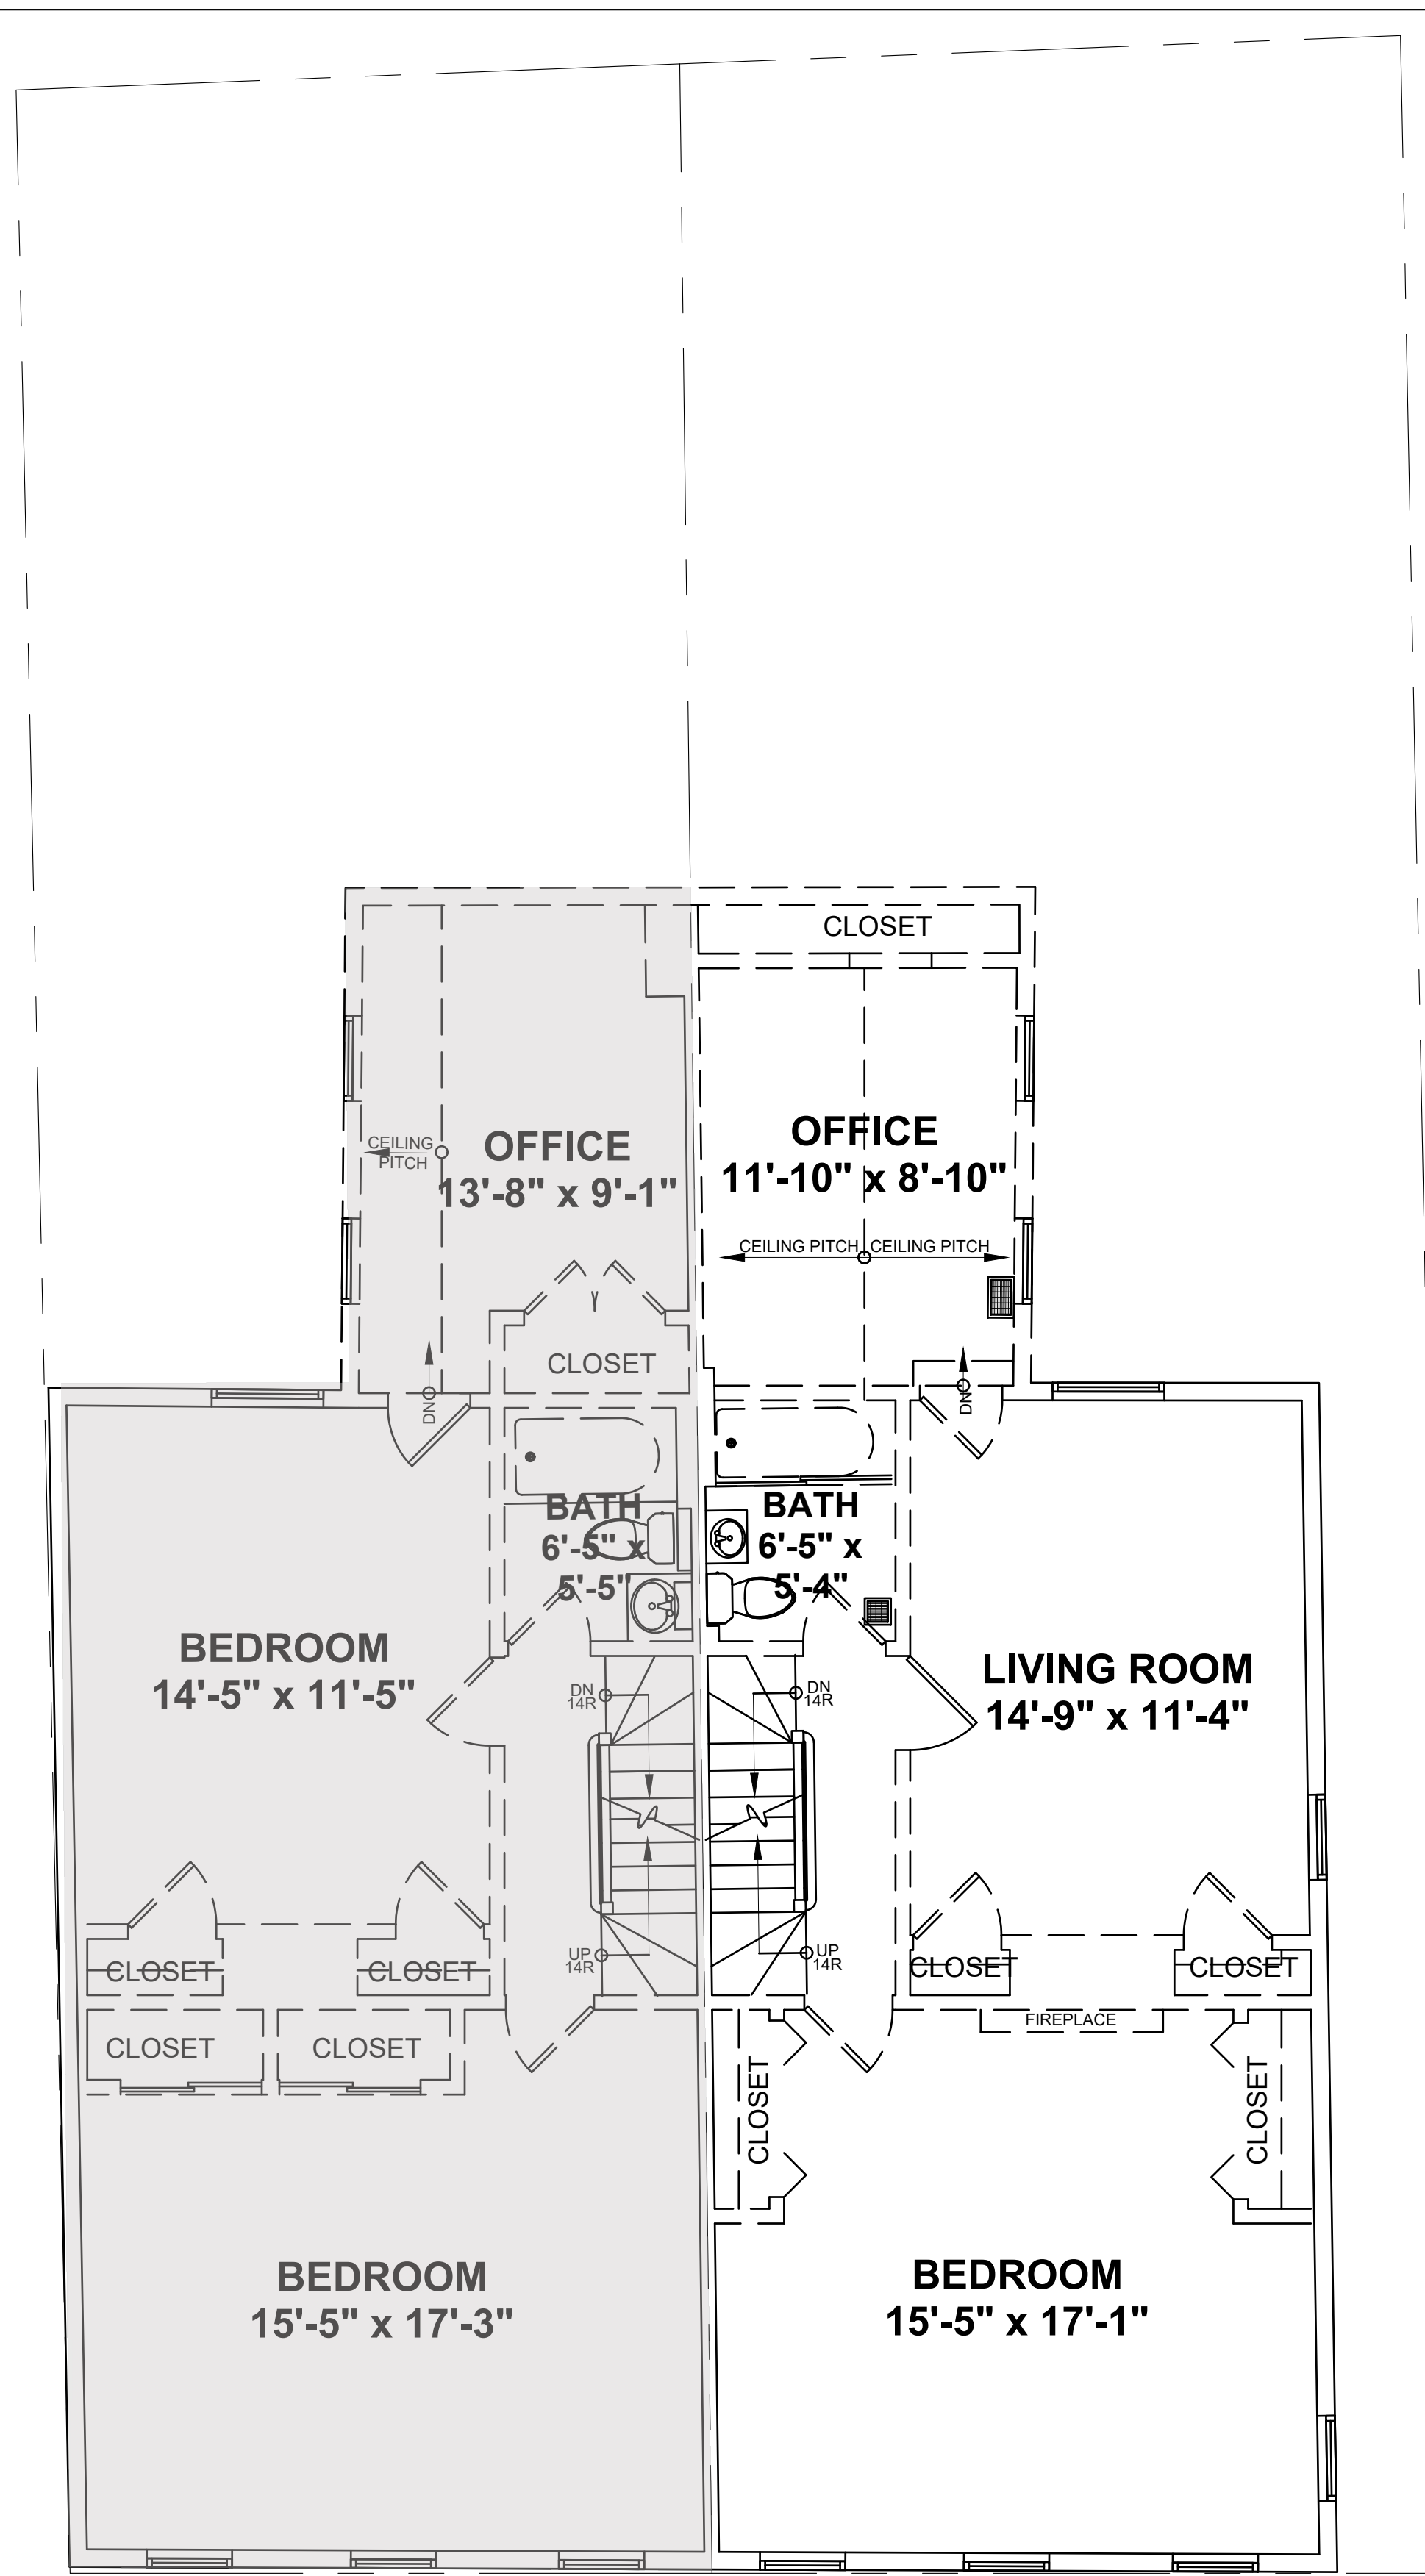 CLOSET
OFFICE
11'-10" x 8'-10"
CEILING PITCH
CEILING PITCH
CEILING
PITCH
OFFICE
13'-8" x 9'-1"
CLOSET
DN
DN
BATH
6'-5" x
5'-5"
BATH
6'-5" x
5'-4"
BEDROOM
14'-5" x 11'-5"
DN
14R
DN
14R
LIVING ROOM
14'-9" x 11'-4"
UP
14R
UP
14R
CLOSET
CLOSET
CLOSET
CLOSET
CLOSET
CLOSET
FIREPLACE
CLOSET
CLOSET
BEDROOM
15'-5" x 17'-3"
BEDROOM
15'-5" x 17'-1"